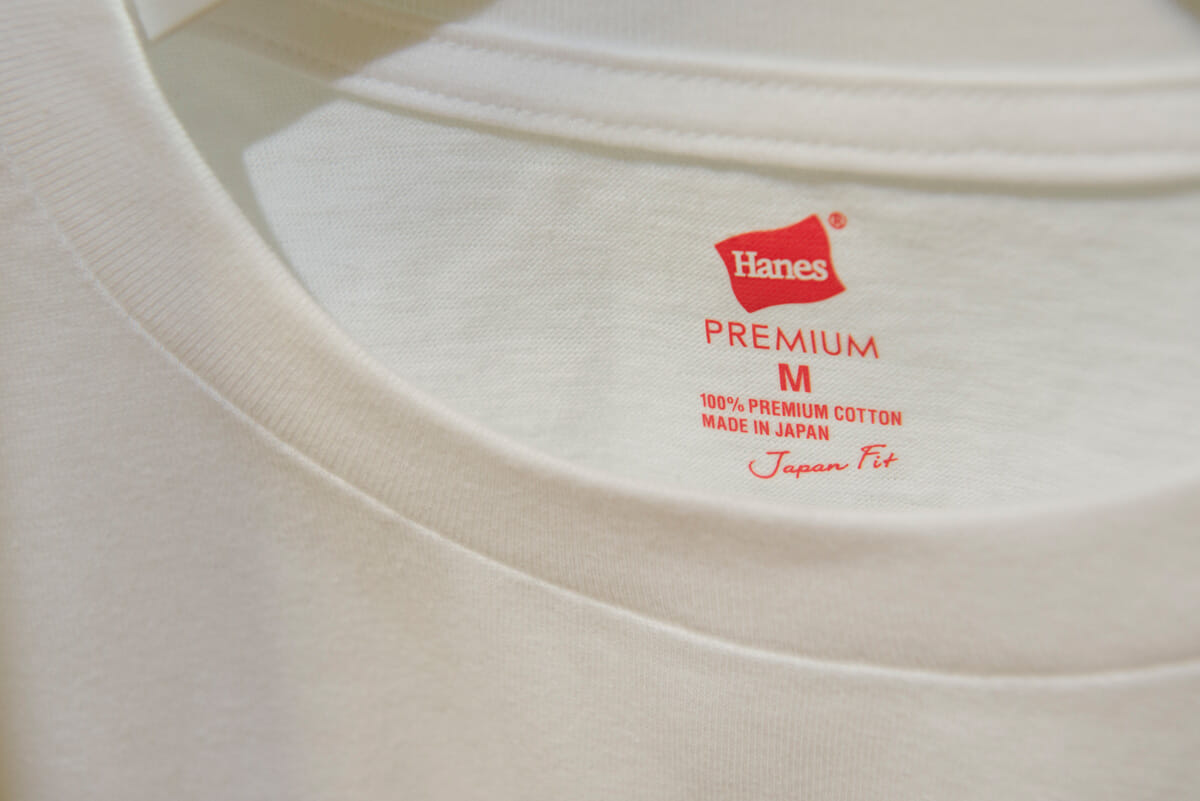 Hanes®
PREMIUM
M
100% PREMIUM COTTON
MADE IN JAPAN
Japan Fit